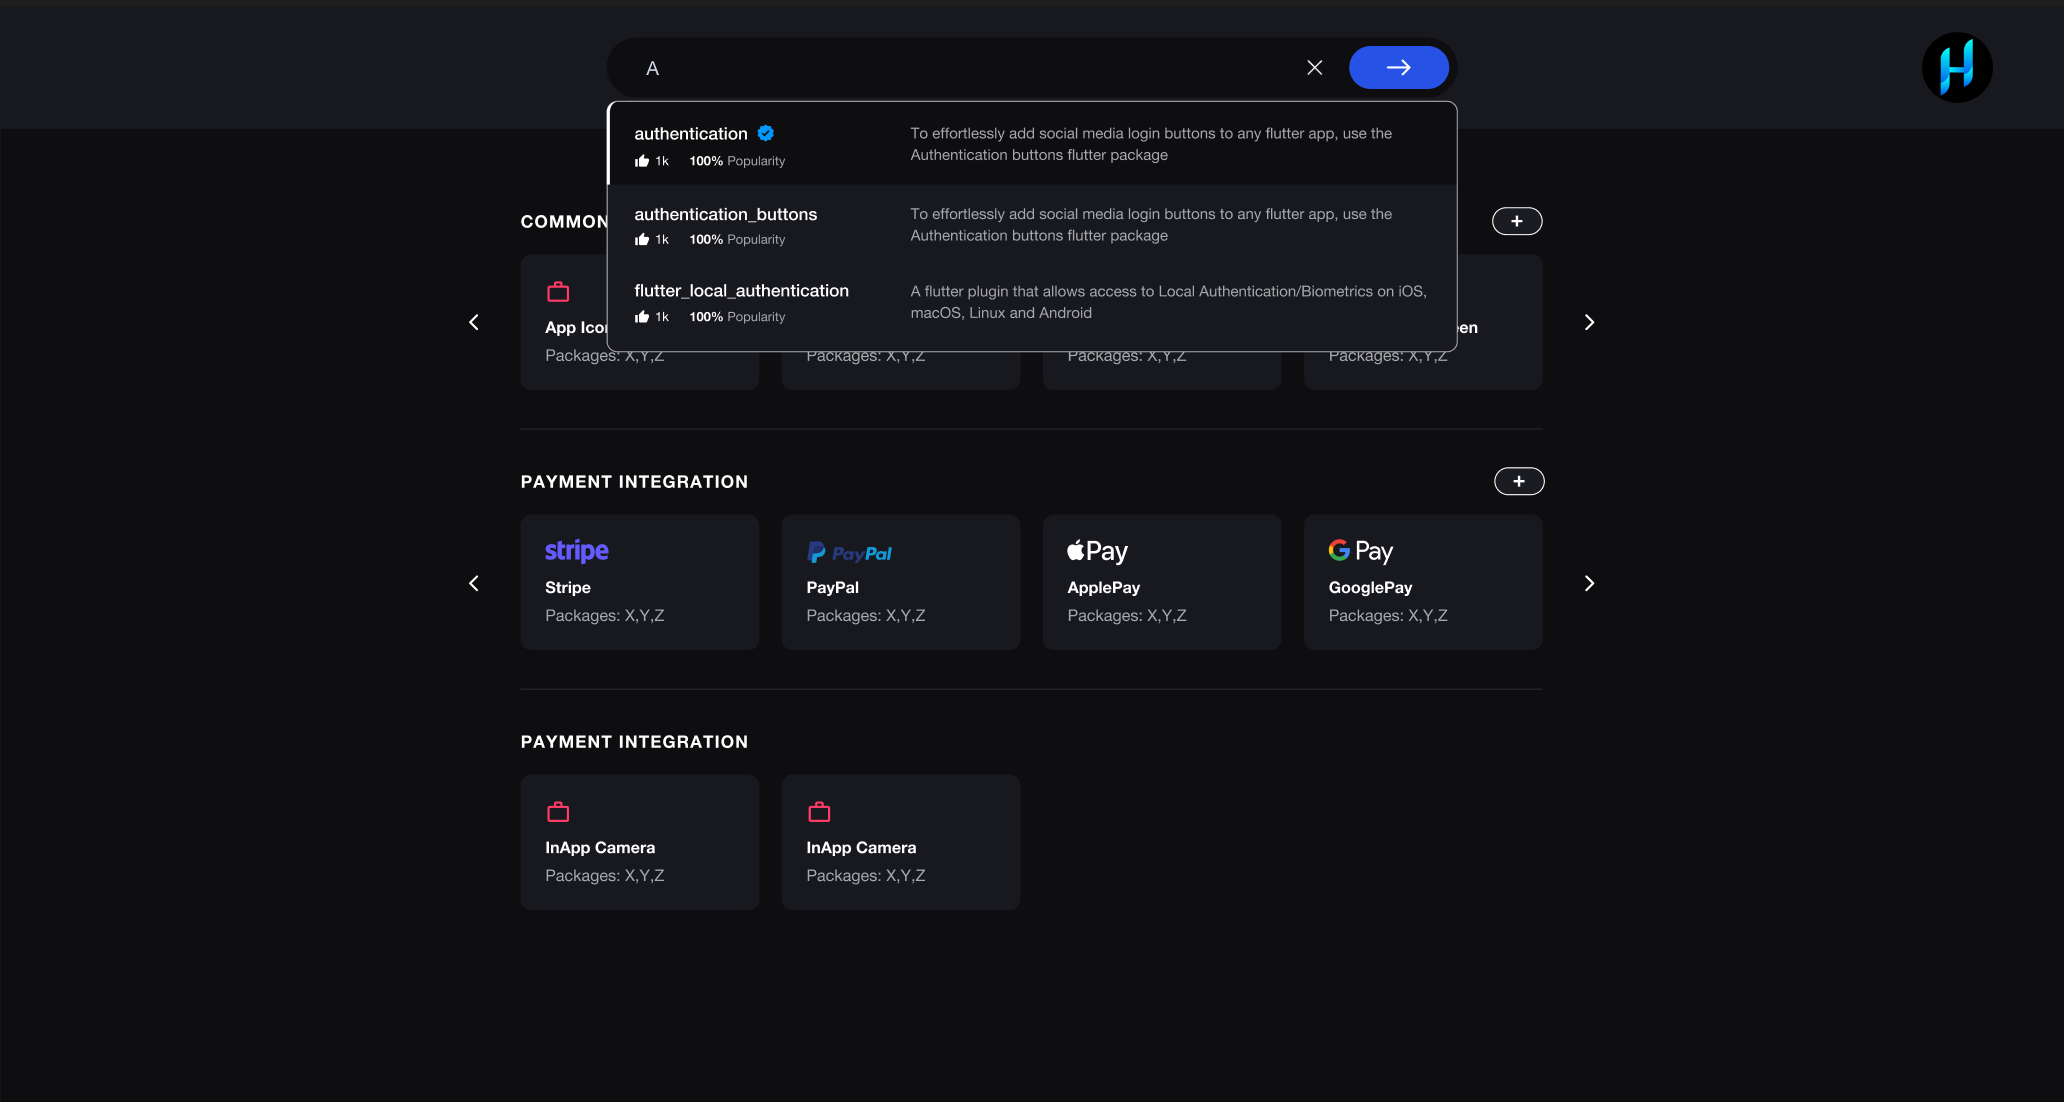 A
authentication
1k 100% Popularity
To effortlessly add social media login buttons to any flutter app, use the
Authentication buttons flutter package
authentication_buttons
1k 100% Popularity
To effortlessly add social media login buttons to any flutter app, use the
Authentication buttons flutter package
flutter_local_authentication
1k 100% Popularity
A flutter plugin that allows access to Local Authentication/Biometrics on iOS,
macOS, Linux and Android
COMMON
+
App Ico
Packages: X,Y,Z
Packages: X,Y,Z
Packages: X,Y,Z
een
Packages: X,Y,Z
PAYMENT INTEGRATION
+
stripe
Stripe
Packages: X,Y,Z
PayPal
PayPal
Packages: X,Y,Z
Pay
ApplePay
Packages: X,Y,Z
G Pay
GooglePay
Packages: X,Y,Z
PAYMENT INTEGRATION
InApp Camera
Packages: X,Y,Z
InApp Camera
Packages: X,Y,Z